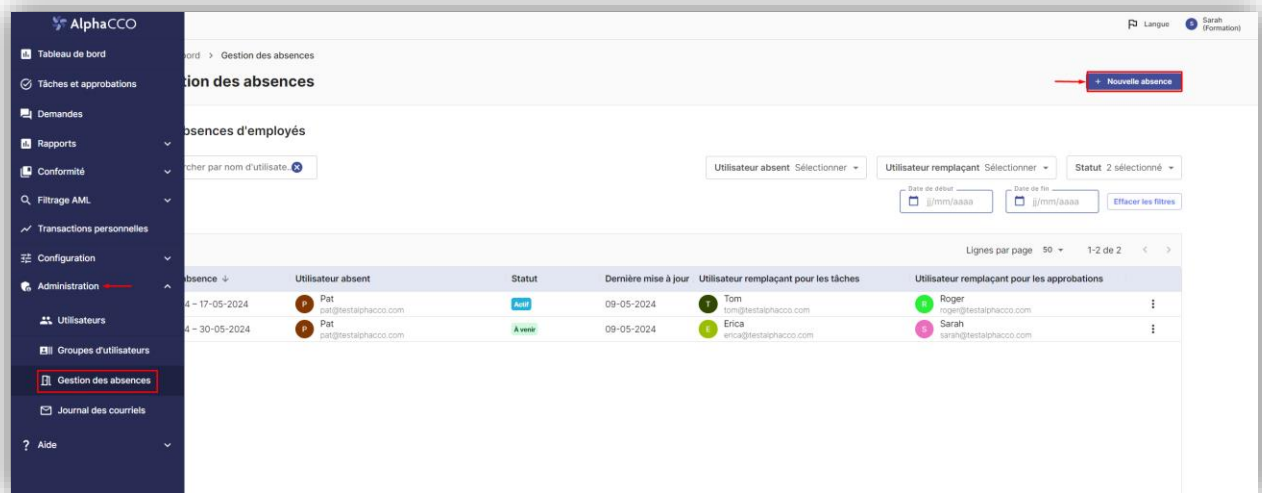 AlphaCCO
Langue
S
Sarah
(Formation)
Tableau de bord
Tâches et approbations
Demandes
Rapports
Conformité
Filtrage AML
Transactions personnelles
Configuration
Administration
Utilisateurs
Groupes d'utilisateurs
Gestion des absences
Journal des courriels
? Aide
ord > Gestion des absences
tion des absences
+ Nouvelle absence
bsences d'employés
rcher par nom d'utilisate..
Utilisateur absent Sélectionner
Utilisateur remplaçant Sélectionner
Statut 2 sélectionné
Date de début
jj/mm/aaaa
Date de fin
jj/mm/aaaa
Effacer les filtres
Lignes par page 50 1-2 de 2 < >
absence ↓ Utilisateur absent Statut Dernière mise à jour Utilisateur remplaçant pour les tâches Utilisateur remplaçant pour les approbations
4 – 17-05-2024 P Pat Actif 09-05-2024 T Tom R Roger
pat@testalphacco.com tom@testalphacco.com roger@testalphacco.com
4 – 30-05-2024 P Pat À venir 09-05-2024 E Erica S Sarah
pat@testalphacco.com erica@testalphacco.com sarah@testalphacco.com